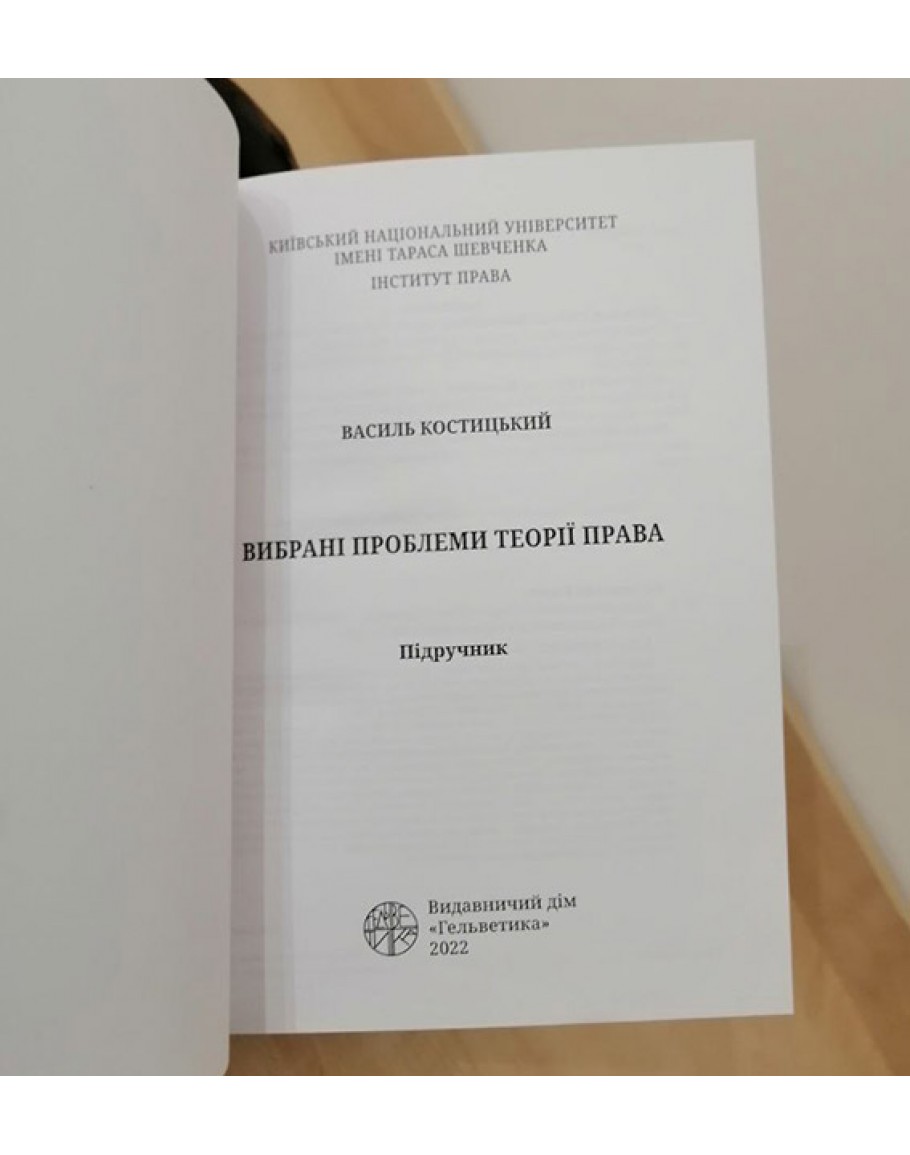 КИЇВСЬКИЙ НАЦІОНАЛЬНИЙ УНІВЕРСИТЕТ
ІМЕНІ ТАРАСА ШЕВЧЕНКА
ІНСТИТУТ ПРАВА
ВАСИЛЬ КОСТИЦЬКИЙ
ВИБРАНІ ПРОБЛЕМИ ТЕОРІЇ ПРАВА
Підручник
Видавничий дім
«Гельветика»
2022